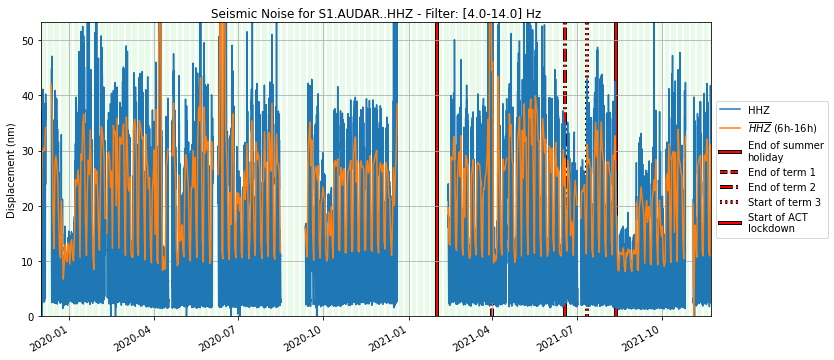 Seismic Noise for S1.AUDAR..HHZ - Filter: [4.0-14.0] Hz
Displacement (nm)
50
40
30
20
10
0
2020-01
2020-04
2020-07
2020-10
2021-01
2021-04
2021-07
2021-10
HHZ
HHZ (6h-16h)
End of summer
holiday
End of term 1
End of term 2
Start of term 3
Start of ACT
lockdown